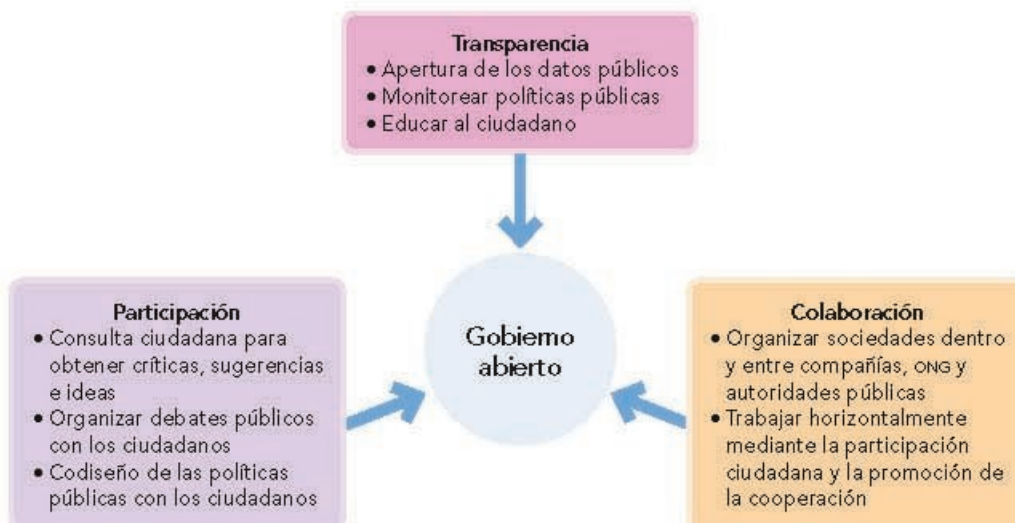 Transparencia
• Apertura de los datos públicos
• Monitorear políticas públicas
• Educar al ciudadano
Participación
• Consulta ciudadana para
obtener críticas, sugerencias
e ideas
• Organizar debates públicos
con los ciudadanos
• Codiseño de las políticas
públicas con los ciudadanos
Gobierno
abierto
Colaboración
• Organizar sociedades dentro
y entre compañías, ONG y
autoridades públicas
• Trabajar horizontalmente
mediante la participación
ciudadana y la promoción de
la cooperación